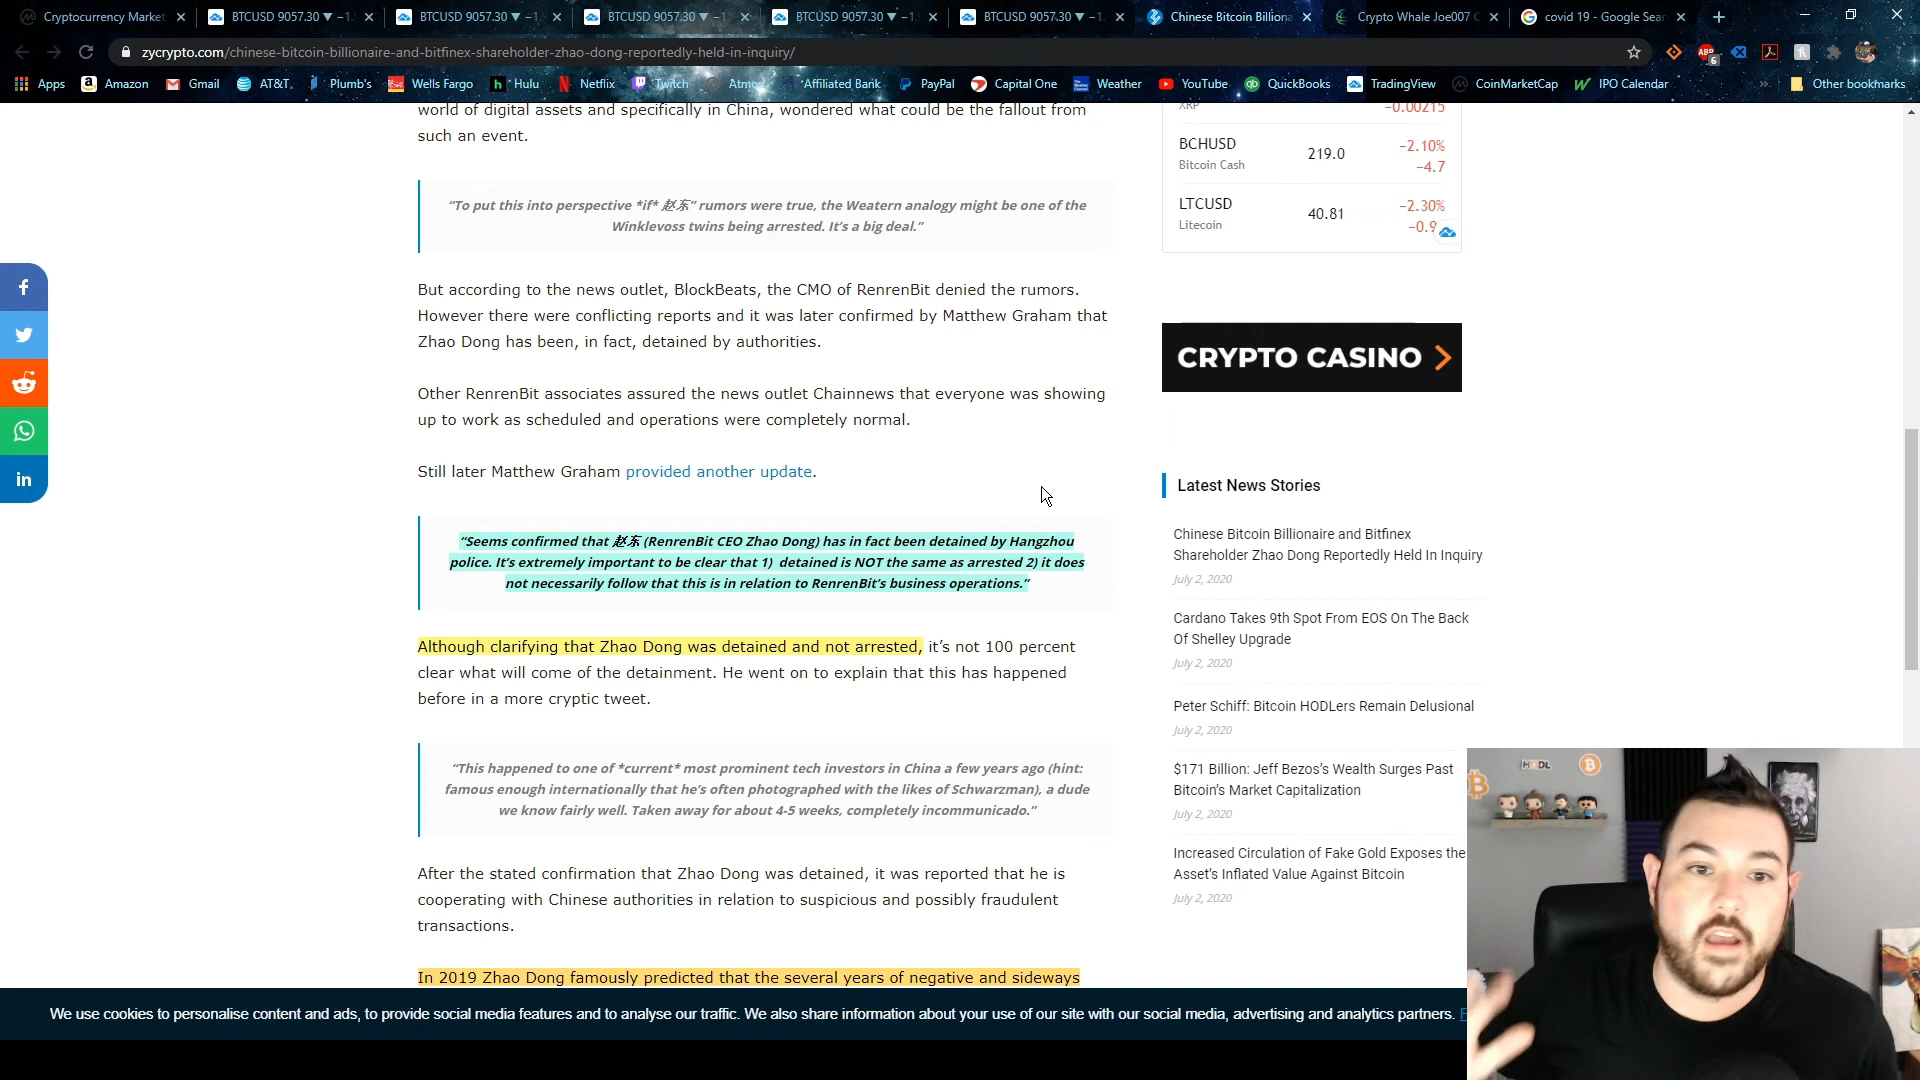 Cryptocurrency Market
BTCUSD 9057.30 ▼ −1.
BTCUSD 9057.30 ▼ −1.
BTCUSD 9057.30 ▼ −1.
BTCUSD 9057.30 ▼ −1.
BTCUSD 9057.30 ▼ −1.
Chinese Bitcoin Billiona
Crypto Whale Joe007
covid 19 - Google Sear
zycrypto.com/chinese-bitcoin-billionaire-and-bitfinex-shareholder-zhao-dong-reportedly-held-in-inquiry/
ABP
6
Apps
Amazon
Gmail
AT&T
Plumb's
Wells Fargo
Hulu
Netflix
Twitch
Atmos
Affiliated Bank
PayPal
Capital One
Weather
YouTube
QuickBooks
TradingView
CoinMarketCap
IPO Calendar
Other bookmarks
world of digital assets and specifically in China, wondered what could be the fallout from
such an event.
“To put this into perspective *if* 赵东” rumors were true, the Weatern analogy might be one of the
Winklevoss twins being arrested. It’s a big deal.”
But according to the news outlet, BlockBeats, the CMO of RenrenBit denied the rumors.
However there were conflicting reports and it was later confirmed by Matthew Graham that
Zhao Dong has been, in fact, detained by authorities.
Other RenrenBit associates assured the news outlet Chainnews that everyone was showing
up to work as scheduled and operations were completely normal.
Still later Matthew Graham provided another update.
“Seems confirmed that 赵东 (RenrenBit CEO Zhao Dong) has in fact been detained by Hangzhou
police. It’s extremely important to be clear that 1) detained is NOT the same as arrested 2) it does
not necessarily follow that this is in relation to RenrenBit’s business operations.”
Although clarifying that Zhao Dong was detained and not arrested, it’s not 100 percent
clear what will come of the detainment. He went on to explain that this has happened
before in a more cryptic tweet.
“This happened to one of *current* most prominent tech investors in China a few years ago (hint:
famous enough internationally that he’s often photographed with the likes of Schwarzman), a dude
we know fairly well. Taken away for about 4-5 weeks, completely incommunicado.”
After the stated confirmation that Zhao Dong was detained, it was reported that he is
cooperating with Chinese authorities in relation to suspicious and possibly fraudulent
transactions.
In 2019 Zhao Dong famously predicted that the several years of negative and sideways
XRP −0.00215
BCHUSD 219.0 −2.10%
Bitcoin Cash −4.7
LTCUSD 40.81 −2.30%
Litecoin −0.9
CRYPTO CASINO
Latest News Stories
Chinese Bitcoin Billionaire and Bitfinex
Shareholder Zhao Dong Reportedly Held In Inquiry
July 2, 2020
Cardano Takes 9th Spot From EOS On The Back
Of Shelley Upgrade
July 2, 2020
Peter Schiff: Bitcoin HODLers Remain Delusional
July 2, 2020
$171 Billion: Jeff Bezos’s Wealth Surges Past
Bitcoin’s Market Capitalization
July 2, 2020
Increased Circulation of Fake Gold Exposes the
Asset’s Inflated Value Against Bitcoin
July 2, 2020
HODL
We use cookies to personalise content and ads, to provide social media features and to analyse our traffic. We also share information about your use of our site with our social media, advertising and analytics partners.